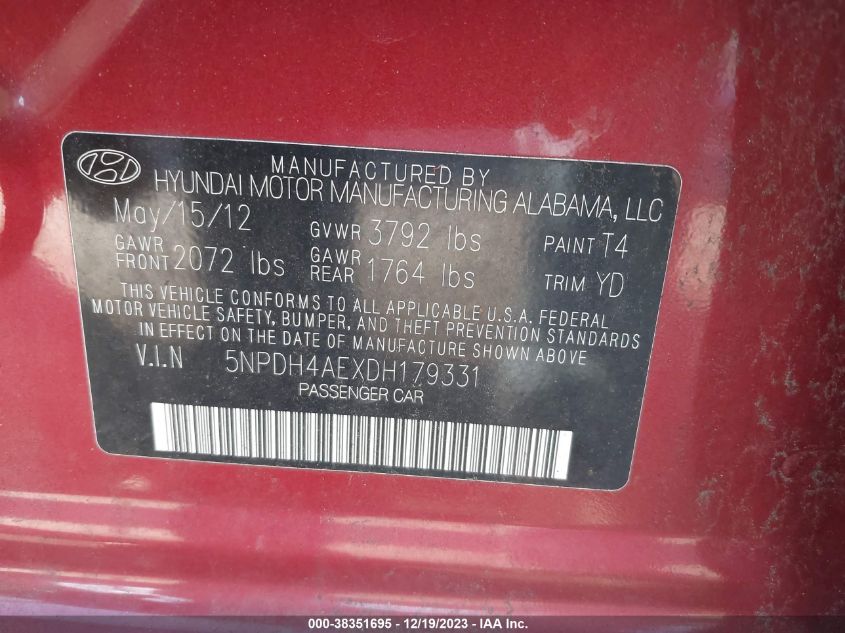 MANUFACTURED BY
HYUNDAI MOTOR MANUFACTURING ALABAMA, LLC
May/15/12 GVWR 3792 lbs PAINT T4
GAWR FRONT 2072 lbs GAWR REAR 1764 lbs TRIM YD
THIS VEHICLE CONFORMS TO ALL APPLICABLE U.S.A. FEDERAL
MOTOR VEHICLE SAFETY, BUMPER, AND THEFT PREVENTION STANDARDS
IN EFFECT ON THE DATE OF MANUFACTURE SHOWN ABOVE.
V.I.N 5NPDH4AEXDH179331
PASSENGER CAR
000-38351695 - 12/19/2023 - IAA Inc.